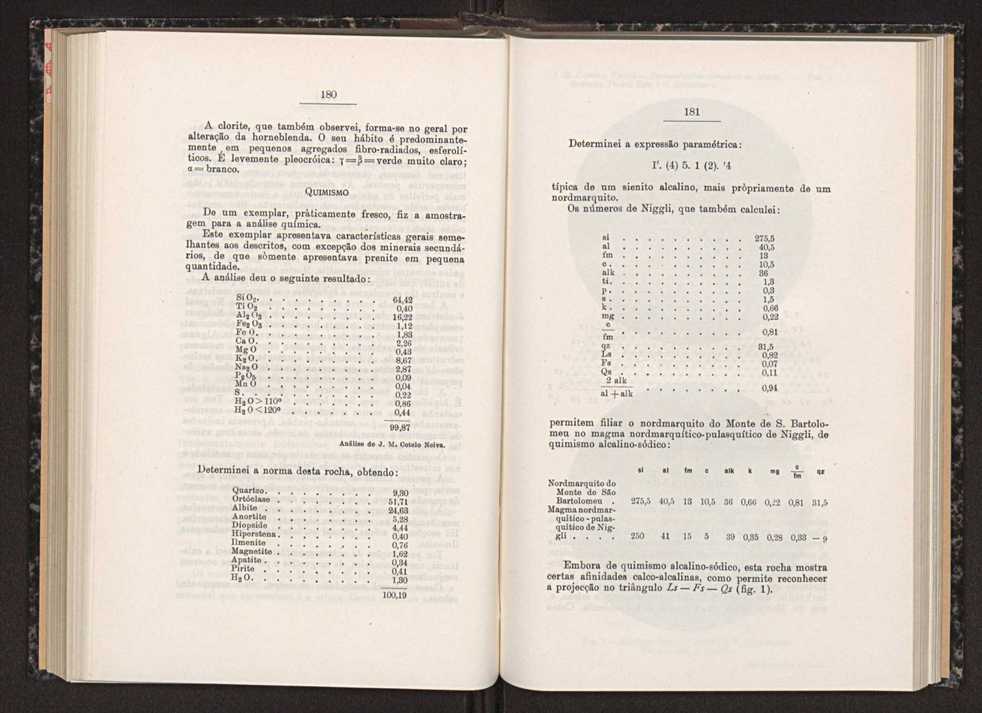 180
A clorite, que também observei, forma-se no geral por
alteração da horneblenda. O seu hábito é predominante-
mente em pequenos agregados fibro-radiados, esferolí-
ticos. É levemente pleocróica: γ=β=verde muito claro;
α=branco.
QUIMISMO
De um exemplar, pràticamente fresco, fiz a amostra-
gem para a análise química.
Este exemplar apresentava características gerais seme-
lhantes aos descritos, com excepção dos minerais secundá-
rios, de que sòmente apresentava prenite em pequena
quantidade.
A análise deu o seguinte resultado:
Si O₂. . . . . . . . . 64,42
Ti O₂ . . . . . . . . . 0,40
Al₂ O₃ . . . . . . . . . 16,22
Fe₂ O₃ . . . . . . . . . 1,12
Fe O. . . . . . . . . . 1,83
Ca O. . . . . . . . . . 2,26
Mg O . . . . . . . . . 0,43
K₂ O. . . . . . . . . . 8,67
Na₂ O . . . . . . . . . 2,87
P₂ O₅ . . . . . . . . . 0,09
Mn O . . . . . . . . . 0,04
S. . . . . . . . . . . 0,22
H₂ O > 110º . . . . . . . 0,86
H₂ O < 120º . . . . . . . 0,44
99,87
Análise de J. M. Cotelo Neiva.
Determinei a norma desta rocha, obtendo:
Quartzo. . . . . . . . . 9,30
Ortóclase . . . . . . . . 51,71
Albite . . . . . . . . . 24,63
Anortite . . . . . . . . 5,28
Diopside . . . . . . . . 4,44
Hiperstena. . . . . . . . 0,40
Ilmenite . . . . . . . . 0,76
Magnetite . . . . . . . . 1,62
Apatite. . . . . . . . . 0,34
Pirite . . . . . . . . . 0,41
H₂ O. . . . . . . . . . 1,30
100,19
181
Determinei a expressão paramétrica:
I'. (4) 5. 1 (2). '4
típica de um sienito alcalino, mais pròpriamente de um
nordmarquito.
Os números de Niggli, que também calculei:
si . . . . . . . . . . 275,5
al . . . . . . . . . . 40,5
fm . . . . . . . . . . 13
c . . . . . . . . . . 10,5
alk . . . . . . . . . . 36
ti. . . . . . . . . . . 1,3
p . . . . . . . . . . 0,3
s . . . . . . . . . . 1,5
k . . . . . . . . . . 0,66
mg . . . . . . . . . . 0,22
c
. . . . . . . . . . 0,81
fm
qz . . . . . . . . . . 31,5
Ls . . . . . . . . . . 0,82
Fs . . . . . . . . . . 0,07
Qs . . . . . . . . . . 0,11
2 alk
. . . . . . . . 0,94
al + alk
permitem filiar o nordmarquito do Monte de S. Bartolo-
meu no magma nordmarquítico-pulasquítico de Niggli, de
quimismo alcalino-sódico:
si al fm c alk k mg c/fm qz
Nordmarquito do
Monte de São
Bartolomeu . 275,5 40,5 13 10,5 36 0,66 0,22 0,81 31,5
Magma nordmar-
quítico-pulas-
quítico de Nig-
gli . . . . 250 41 15 5 39 0,35 0,28 0,33 — 9
Embora de quimismo alcalino-sódico, esta rocha mostra
certas afinidades calco-alcalinas, como permite reconhecer
a projecção no triângulo Ls — Fs — Qs (fig. 1).